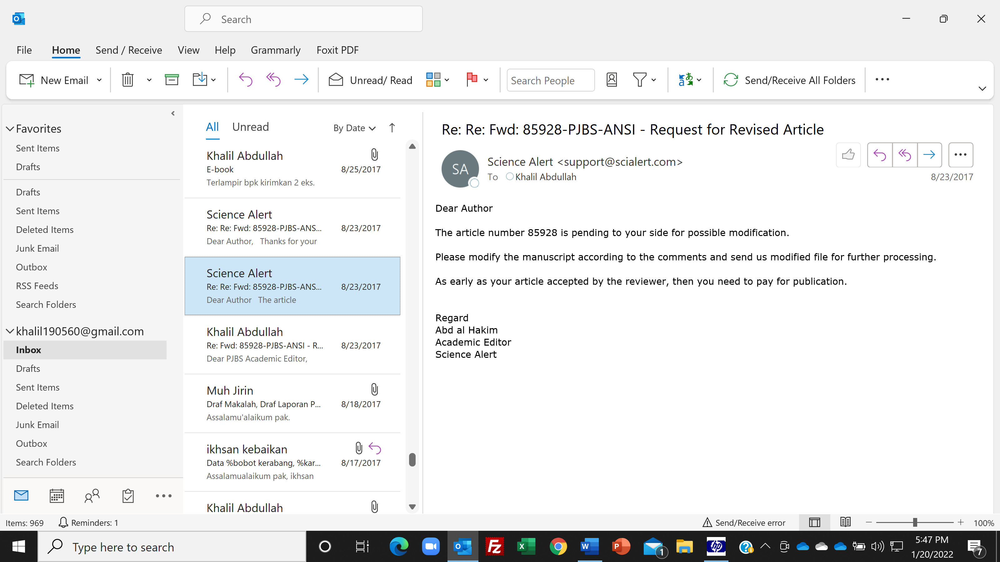 Search
File Home Send / Receive View Help Grammarly Foxit PDF
New Email Unread/ Read Search People Send/Receive All Folders
Favorites
Sent Items
Drafts
Drafts
Sent Items
Deleted Items
Junk Email
Outbox
RSS Feeds
Search Folders
khalil190560@gmail.com
Inbox
Drafts
Sent Items
Deleted Items
Junk Email
Outbox
Search Folders
All Unread By Date
Khalil Abdullah
E-book 8/25/2017
Terlampir bpk kirimkan 2 eks.
Science Alert
Re: Re: Fwd: 85928-PJBS-ANS... 8/23/2017
Dear Author, Thanks for your
Science Alert
Re: Re: Fwd: 85928-PJBS-ANS... 8/23/2017
Dear Author The article
Khalil Abdullah
Re: Fwd: 85928-PJBS-ANSI - R... 8/23/2017
Dear PJBS Academic Editor,
Muh Jirin
Draf Makalah, Draf Laporan P... 8/18/2017
Assalamu'alaikum pak.
ikhsan kebaikan
Data %bobot kerabang, %kar... 8/17/2017
Assalamualaikum pak, ikhsan
Khalil Abdullah
Re: Re: Fwd: 85928-PJBS-ANSI - Request for Revised Article
SA
Science Alert <support@scialert.com>
To Khalil Abdullah
8/23/2017
Dear Author
The article number 85928 is pending to your side for possible modification.
Please modify the manuscript according to the comments and send us modified file for further processing.
As early as your article accepted by the reviewer, then you need to pay for publication.
Regard
Abd al Hakim
Academic Editor
Science Alert
Items: 969 Reminders: 1 Send/Receive error 100%
Type here to search
1
5:47 PM
1/20/2022
7